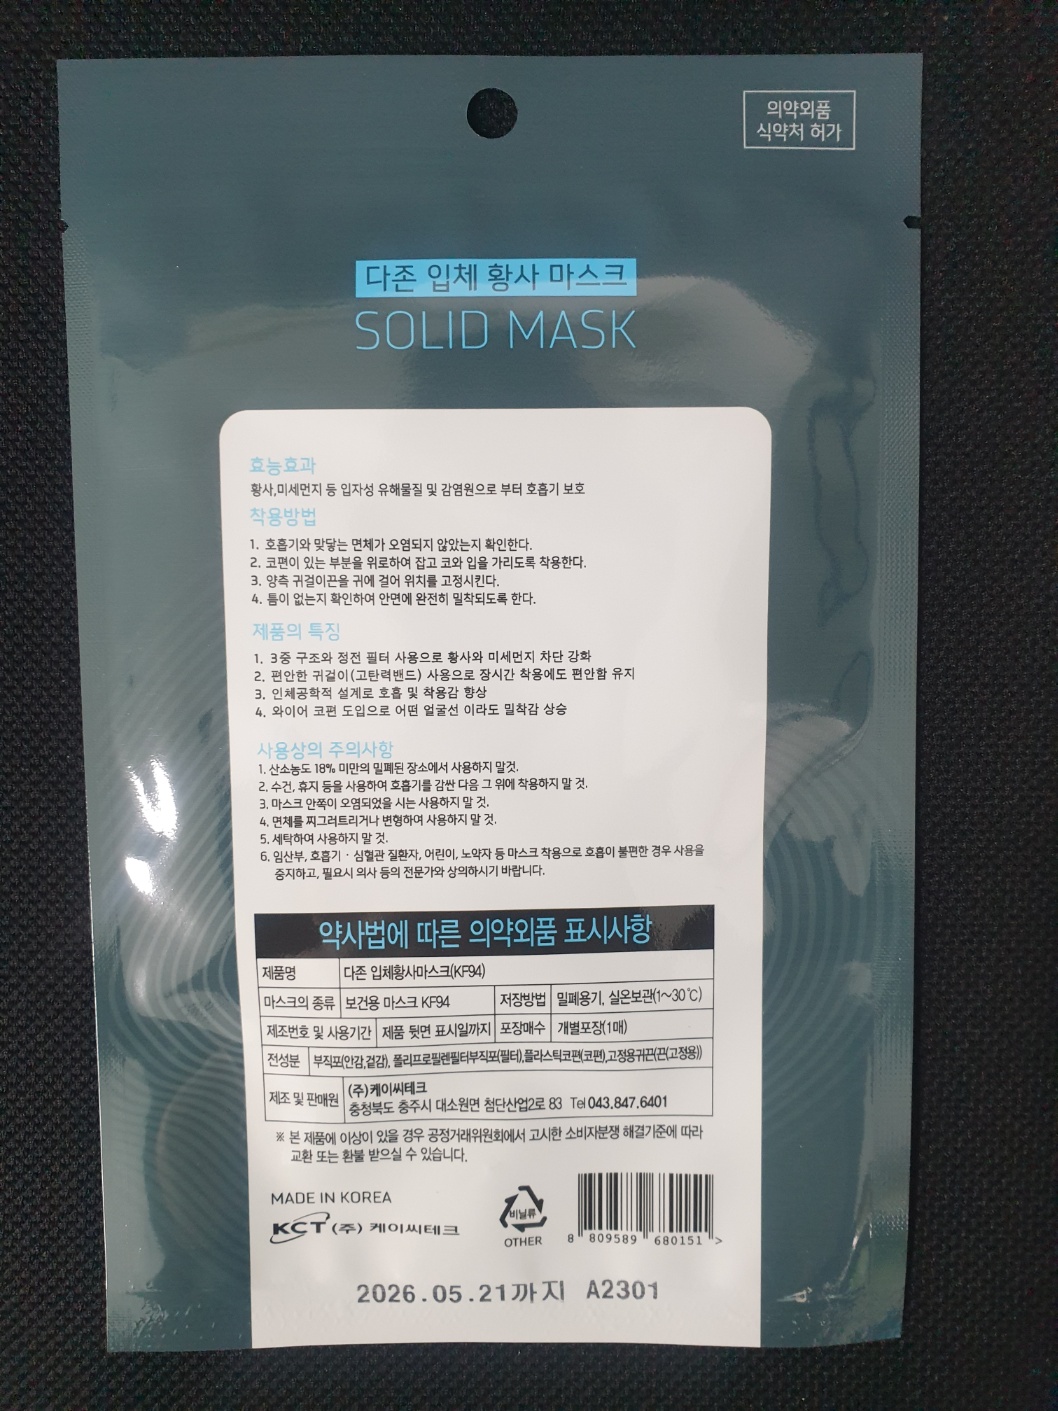 의약외품
식약처 허가
다존 입체 황사 마스크
SOLID MASK
효능효과
황사,미세먼지 등 입자성 유해물질 및 감염원으로 부터 호흡기 보호
착용방법
1. 호흡기와 맞닿는 면체가 오염되지 않았는지 확인한다.
2. 코편이 있는 부분을 위로하여 잡고 코와 입을 가리도록 착용한다.
3. 양측 귀걸이끈을 귀에 걸어 위치를 고정시킨다.
4. 틈이 없는지 확인하여 안면에 완전히 밀착되도록 한다.
제품의 특징
1. 3중 구조와 정전 필터 사용으로 황사와 미세먼지 차단 강화
2. 편안한 귀걸이(고탄력밴드) 사용으로 장시간 착용에도 편안함 유지
3. 인체공학적 설계로 호흡 및 착용감 향상
4. 와이어 코편 도입으로 어떤 얼굴선 이라도 밀착감 상승
사용상의 주의사항
1. 산소농도 18% 미만의 밀폐된 장소에서 사용하지 말것.
2. 수건, 휴지 등을 사용하여 호흡기를 감싼 다음 그 위에 착용하지 말 것.
3. 마스크 안쪽이 오염되었을 시는 사용하지 말 것.
4. 면체를 찌그러트리거나 변형하여 사용하지 말 것.
5. 세탁하여 사용하지 말 것.
6. 임산부, 호흡기 · 심혈관 질환자, 어린이, 노약자 등 마스크 착용으로 호흡이 불편한 경우 사용을
중지하고, 필요시 의사 등의 전문가와 상의하시기 바랍니다.
약사법에 따른 의약외품 표시사항
제품명 다존 입체황사마스크(KF94)
마스크의 종류 보건용 마스크 KF94 저장방법 밀폐용기, 실온보관(1~30℃)
제조번호 및 사용기간 제품 뒷면 표시일까지 포장매수 개별포장(1매)
전성분 부직포(안감,겉감), 폴리프로필렌필터부직포(필터),플라스틱코편(코편),고정용귀끈(끈(고정용))
제조 및 판매원 (주)케이씨테크
충청북도 충주시 대소원면 첨단산업2로 83 Tel 043.847.6401
※ 본 제품에 이상이 있을 경우 공정거래위원회에서 고시한 소비자분쟁 해결기준에 따라
교환 또는 환불 받으실 수 있습니다.
MADE IN KOREA
KCT (주) 케이씨테크
비닐류
OTHER
8 809589 680151 >
2026.05.21까지 A2301